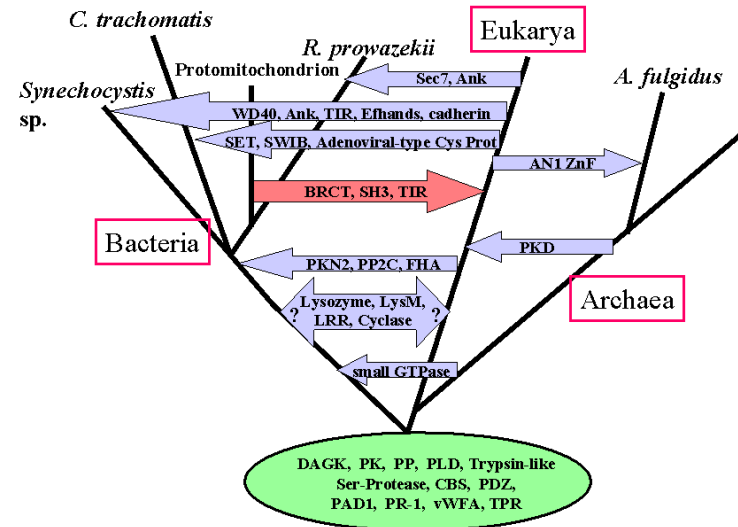 C. trachomatis
Eukarya
R. prowazekii
Protomitochondrion
Sec7, Ank
A. fulgidus
Synechocystis
sp.
WD40, Ank, TIR, Efhands, cadherin
SET, SWIB, Adenoviral-type Cys Prot
AN1 ZnF
BRCT, SH3, TIR
Bacteria
PKD
PKN2, PP2C, FHA
Archaea
? Lysozyme, LysM, ?
LRR, Cyclase
small GTPase
DAGK, PK, PP, PLD, Trypsin-like
Ser-Protease, CBS, PDZ,
PAD1, PR-1, vWFA, TPR